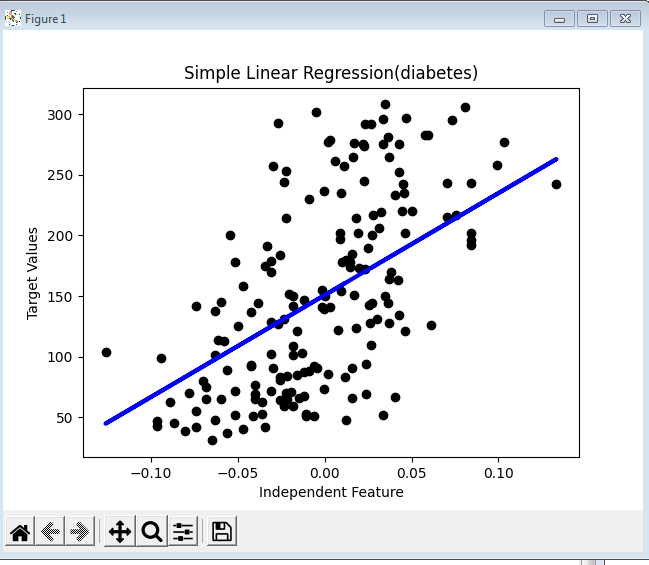 Figure 1
Simple Linear Regression(diabetes)
300
250
200
150
100
50
Target Values
−0.10
−0.05
0.00
0.05
0.10
Independent Feature